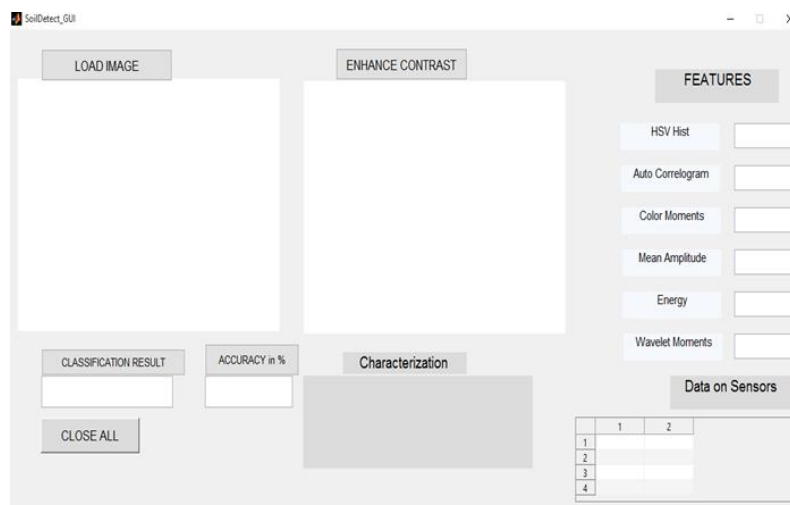 SoilDetect_GUI
LOAD IMAGE
ENHANCE CONTRAST
FEATURES
HSV Hist
Auto Correlogram
Color Moments
Mean Amplitude
Energy
Wavelet Moments
CLASSIFICATION RESULT
ACCURACY in %
Characterization
Data on Sensors
CLOSE ALL
1 2
1
2
3
4